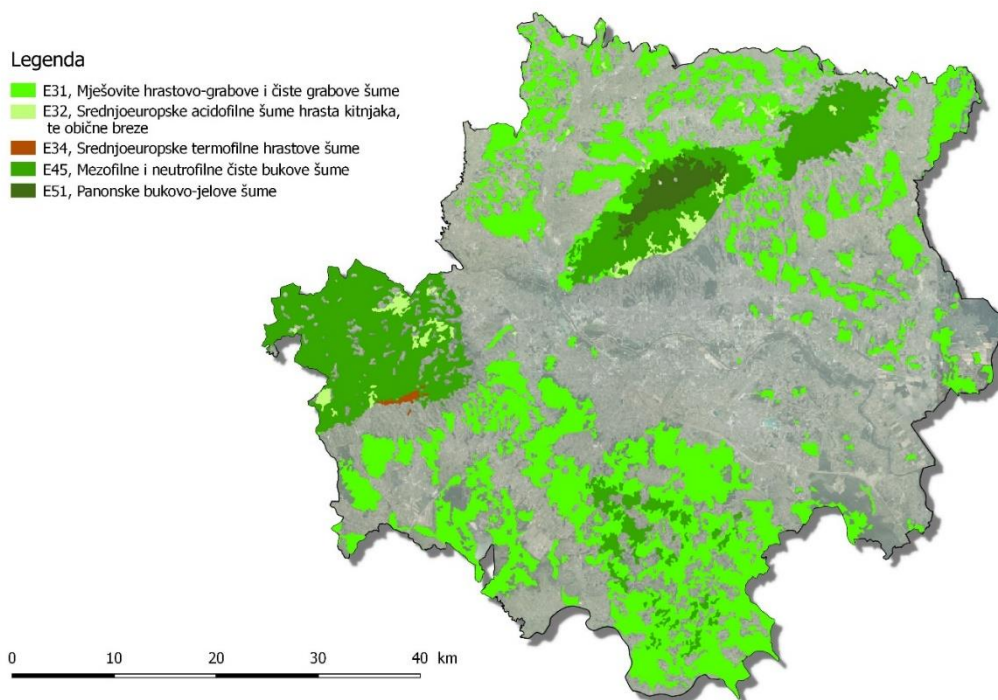 Legenda
E31, Mješovite hrastovo-grabove i čiste grabove šume
E32, Srednjoeuropske acidofilne šume hrasta kitnjaka,
te obične breze
E34, Srednjoeuropske termofilne hrastove šume
E45, Mezofilne i neutrofilne čiste bukove šume
E51, Panonske bukovo-jelove šume
0 10 20 30 40 km